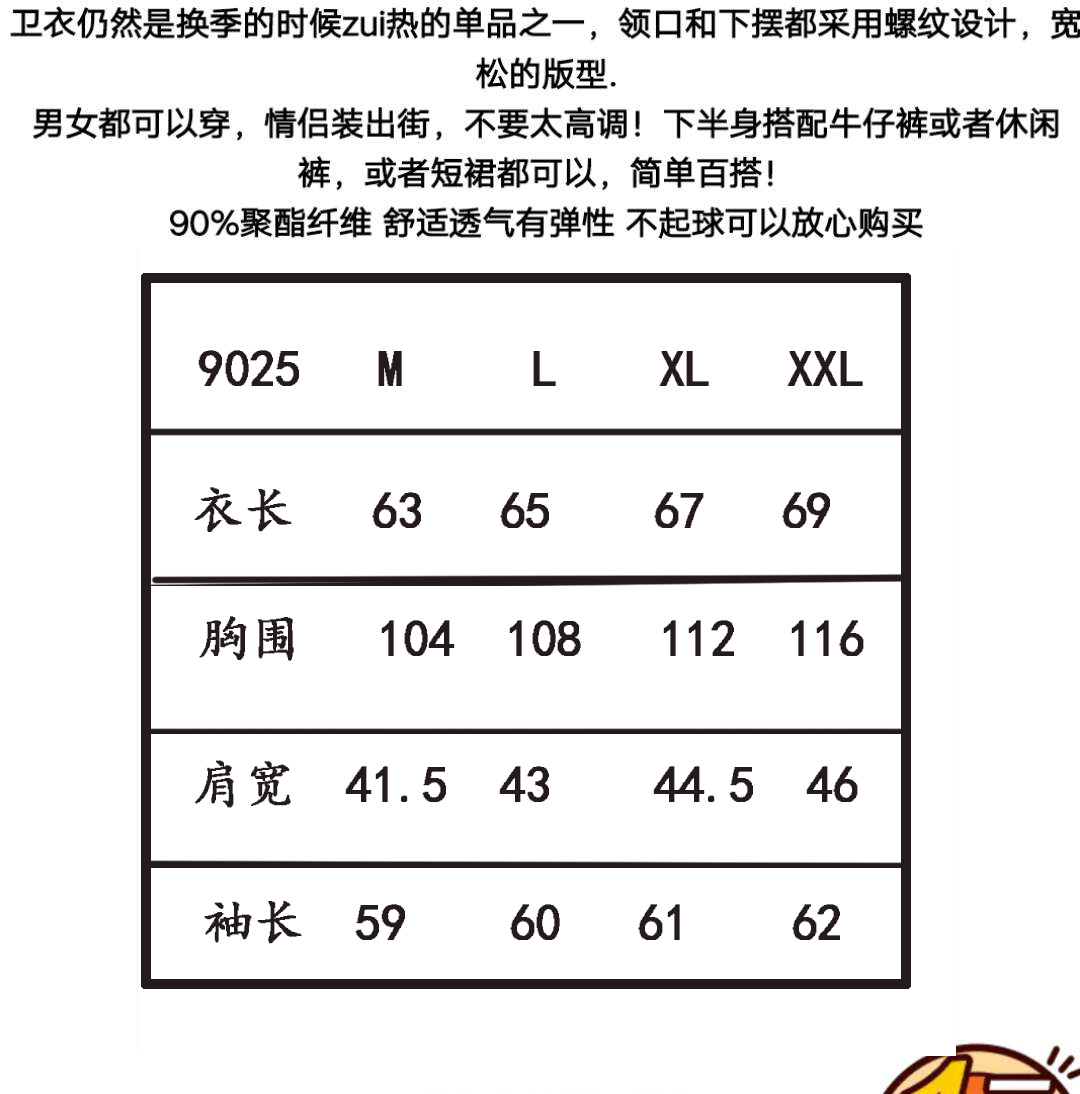 卫衣仍然是换季的时候zui热的单品之一，领口和下摆都采用螺纹设计，宽
松的版型.
男女都可以穿，情侣装出街，不要太高调！下半身搭配牛仔裤或者休闲
裤，或者短裙都可以，简单百搭！
90%聚酯纤维 舒适透气有弹性 不起球可以放心购买
9025 M L XL XXL
衣长 63 65 67 69
胸围 104 108 112 116
肩宽 41.5 43 44.5 46
袖长 59 60 61 62